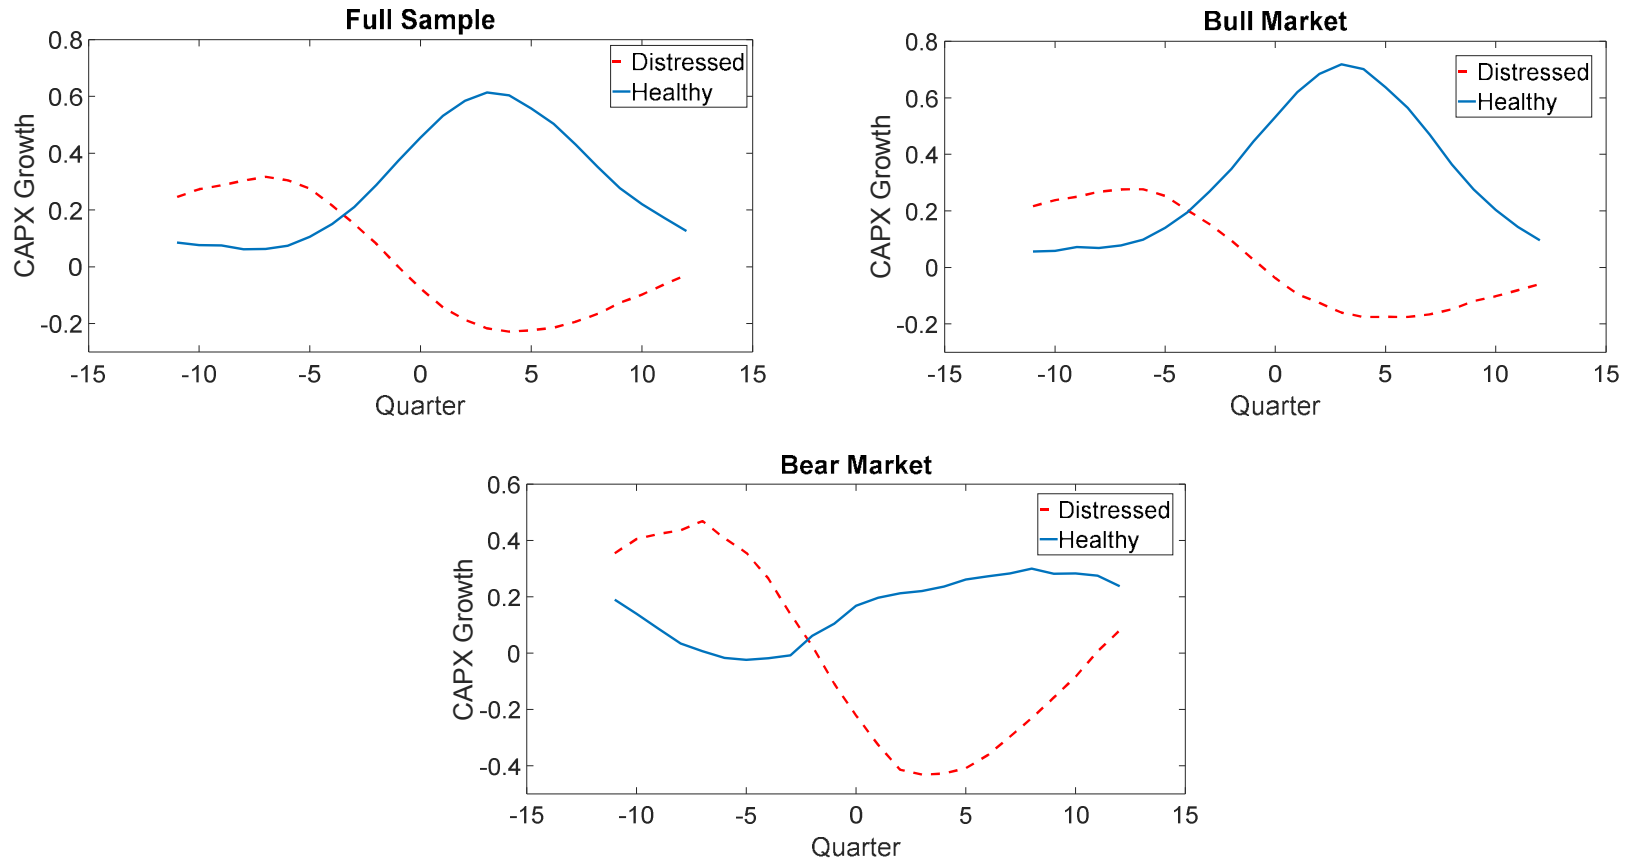 Full Sample
0.8
0.6
0.4
0.2
0
-0.2
CAPX Growth
Distressed
Healthy
-15 -10 -5 0 5 10 15
Quarter
Bull Market
0.8
0.6
0.4
0.2
0
-0.2
CAPX Growth
Distressed
Healthy
-15 -10 -5 0 5 10 15
Quarter
Bear Market
0.6
0.4
0.2
0
-0.2
-0.4
CAPX Growth
Distressed
Healthy
-15 -10 -5 0 5 10 15
Quarter